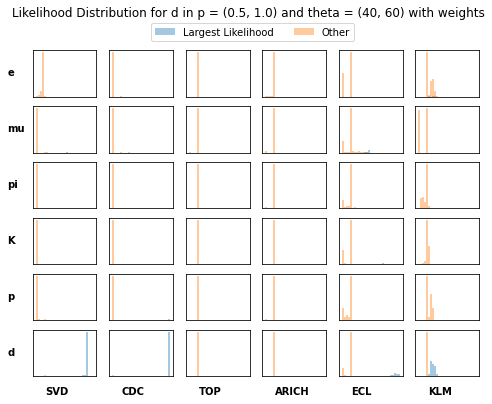 Likelihood Distribution for d in p = (0.5, 1.0) and theta = (40, 60) with weights
Largest Likelihood Other
e
mu
pi
K
p
d
SVD CDC TOP ARICH ECL KLM